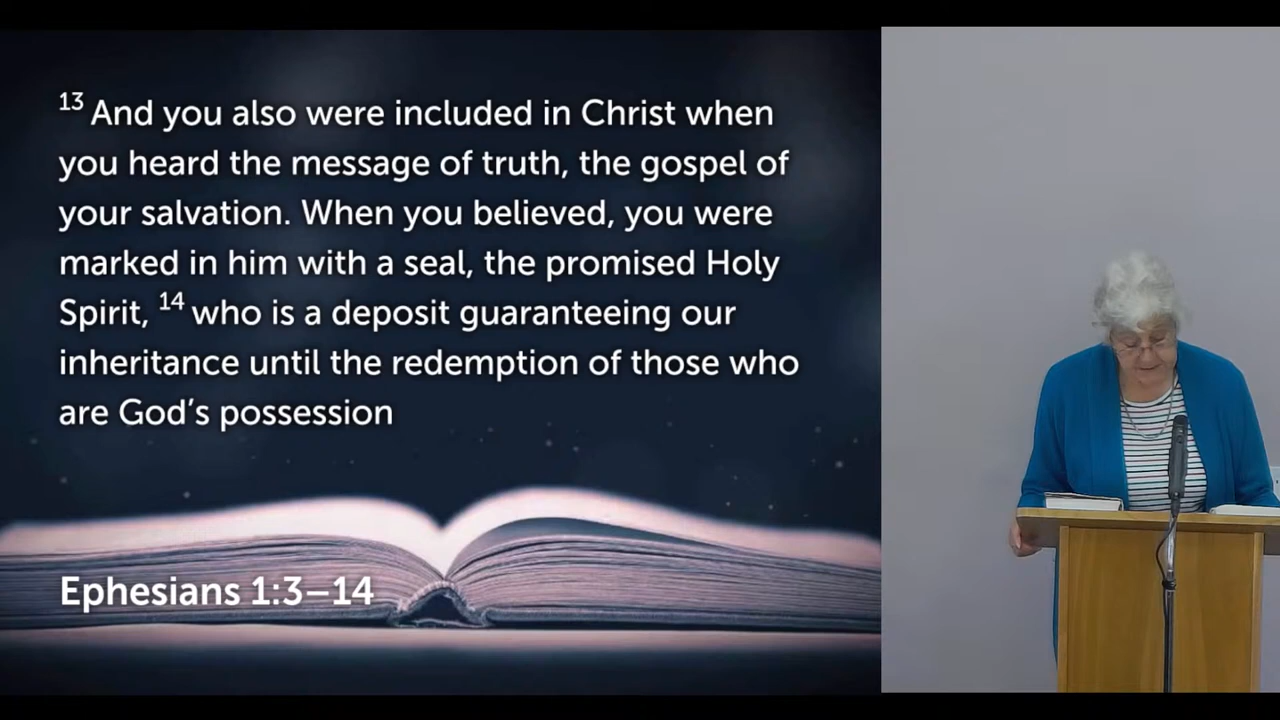 13 And you also were included in Christ when
you heard the message of truth, the gospel of
your salvation. When you believed, you were
marked in him with a seal, the promised Holy
Spirit, 14 who is a deposit guaranteeing our
inheritance until the redemption of those who
are God’s possession
Ephesians 1:3–14